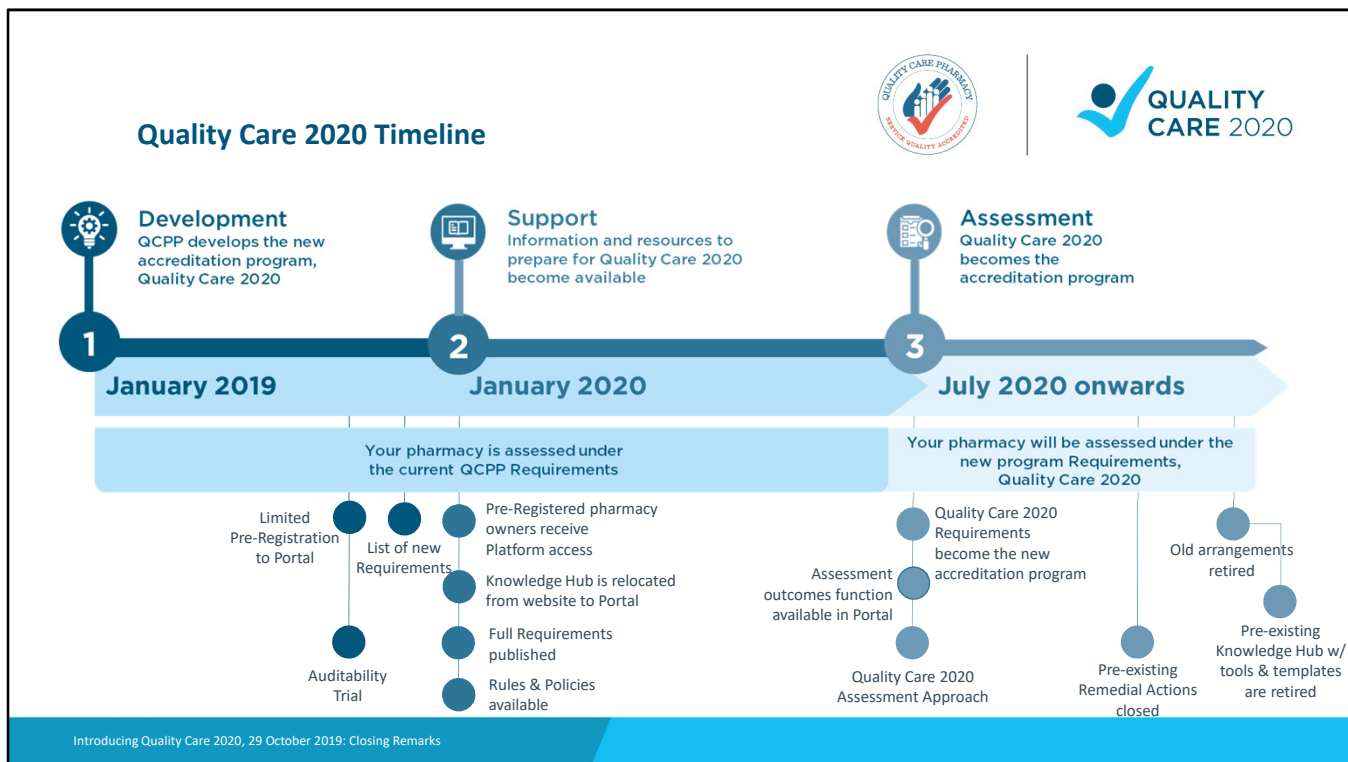 Quality Care 2020 Timeline
QUALITY CARE PHARMACY
SERVICE QUALITY ACCREDITED
QUALITY
CARE 2020
Development
QCPP develops the new
accreditation program,
Quality Care 2020
Support
Information and resources to
prepare for Quality Care 2020
become available
Assessment
Quality Care 2020
becomes the
accreditation program
1
2
3
January 2019
January 2020
July 2020 onwards
Your pharmacy is assessed under
the current QCPP Requirements
Your pharmacy will be assessed under the
new program Requirements,
Quality Care 2020
Limited
Pre-Registration
to Portal
List of new
Requirements
Auditability
Trial
Pre-Registered pharmacy
owners receive
Platform access
Knowledge Hub is relocated
from website to Portal
Full Requirements
published
Rules & Policies
available
Quality Care 2020
Requirements
become the new
accreditation program
Assessment
outcomes function
available in Portal
Quality Care 2020
Assessment Approach
Pre-existing
Remedial Actions
closed
Old arrangements
retired
Pre-existing
Knowledge Hub w/
tools & templates
are retired
Introducing Quality Care 2020, 29 October 2019: Closing Remarks